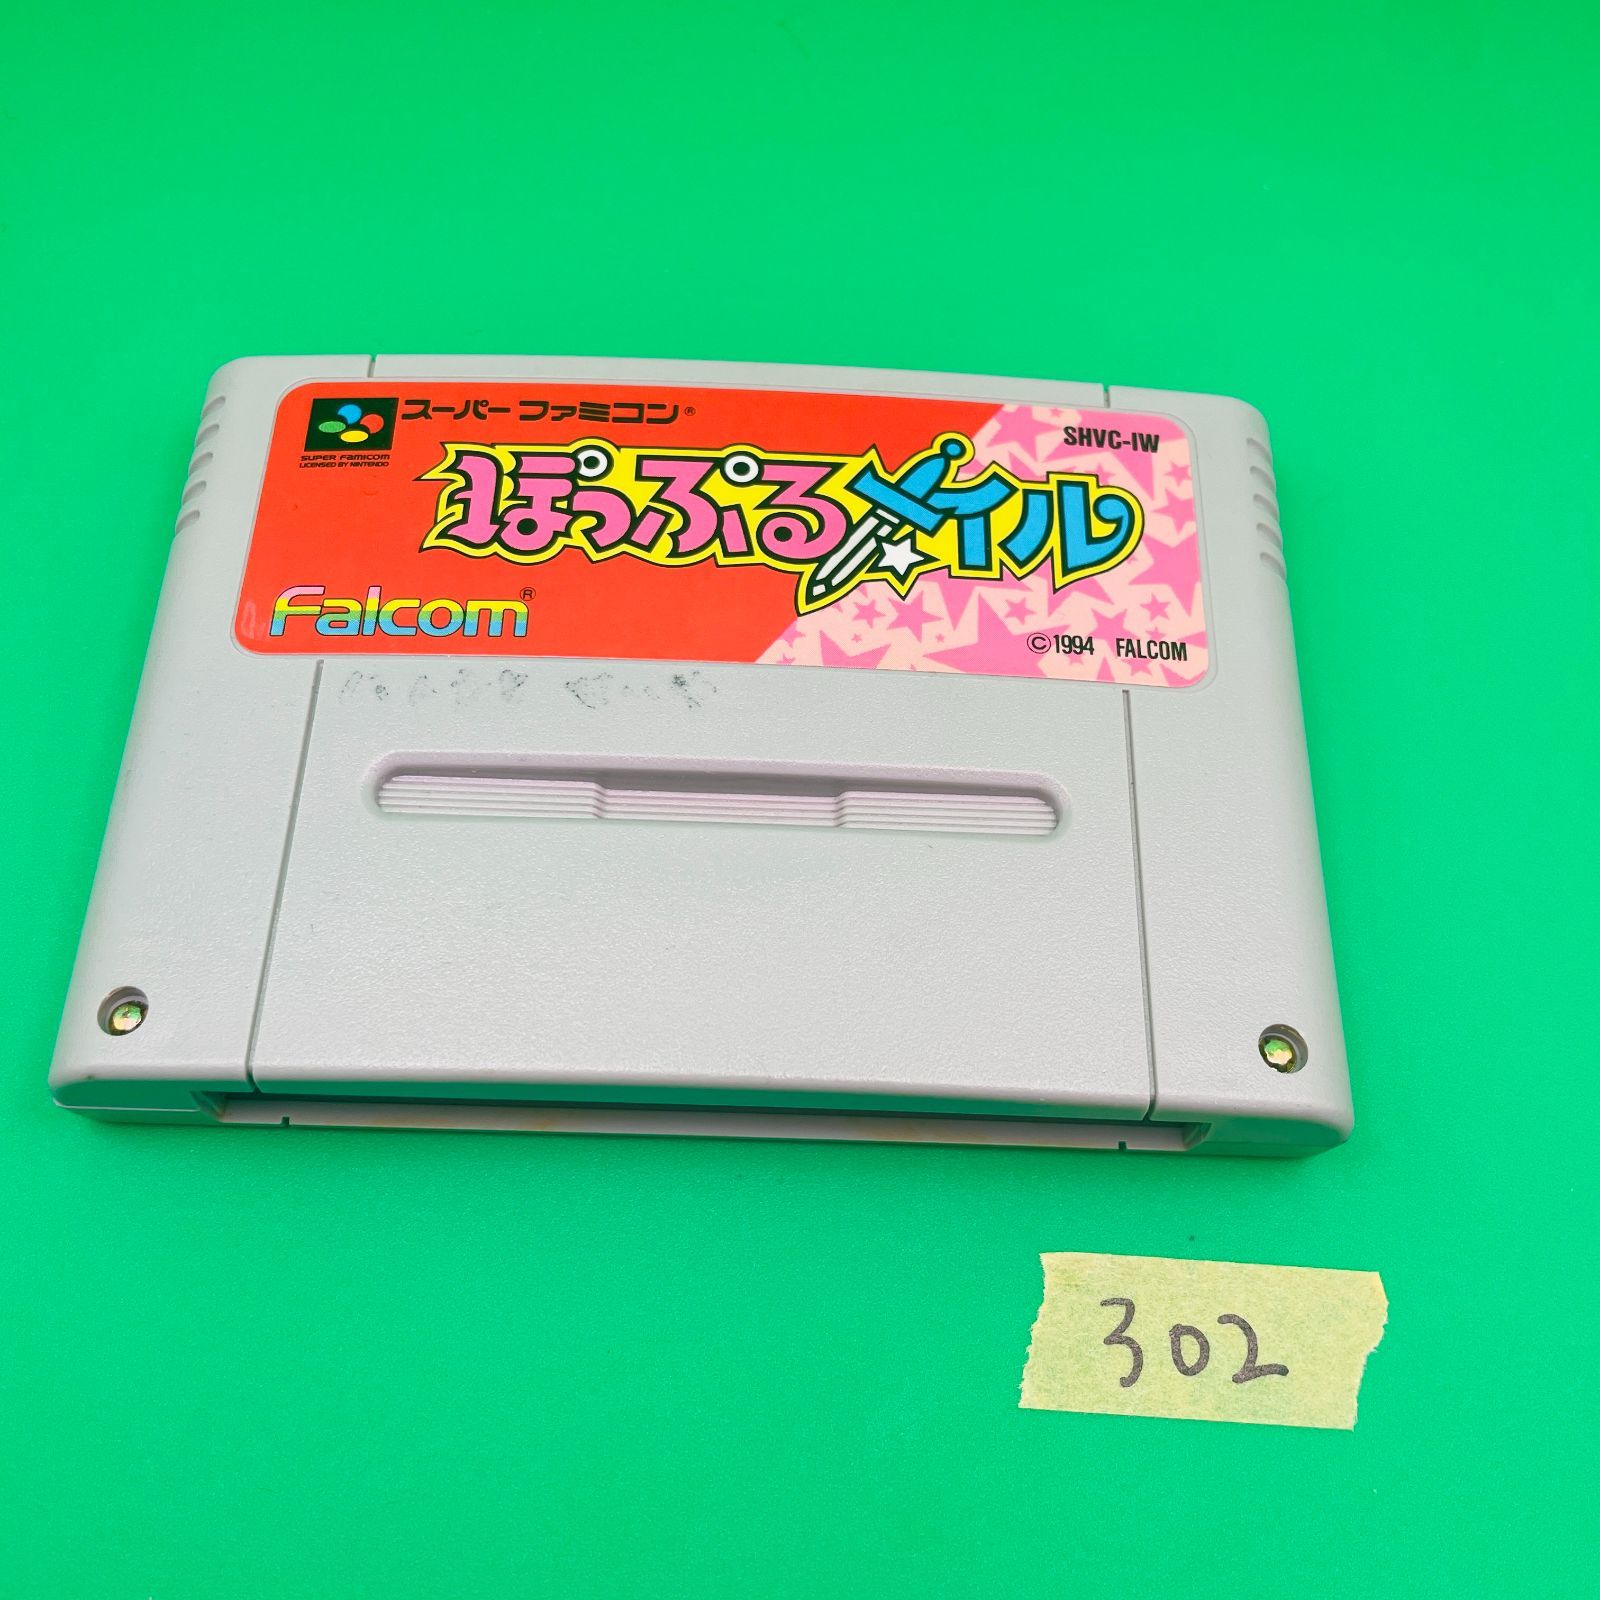 スーパーファミコン®
SUPER FAMICOM
LICENSED BY NINTENDO
SHVC-IW
ぽっぷるメイル
Falcom®
©1994 FALCOM
302